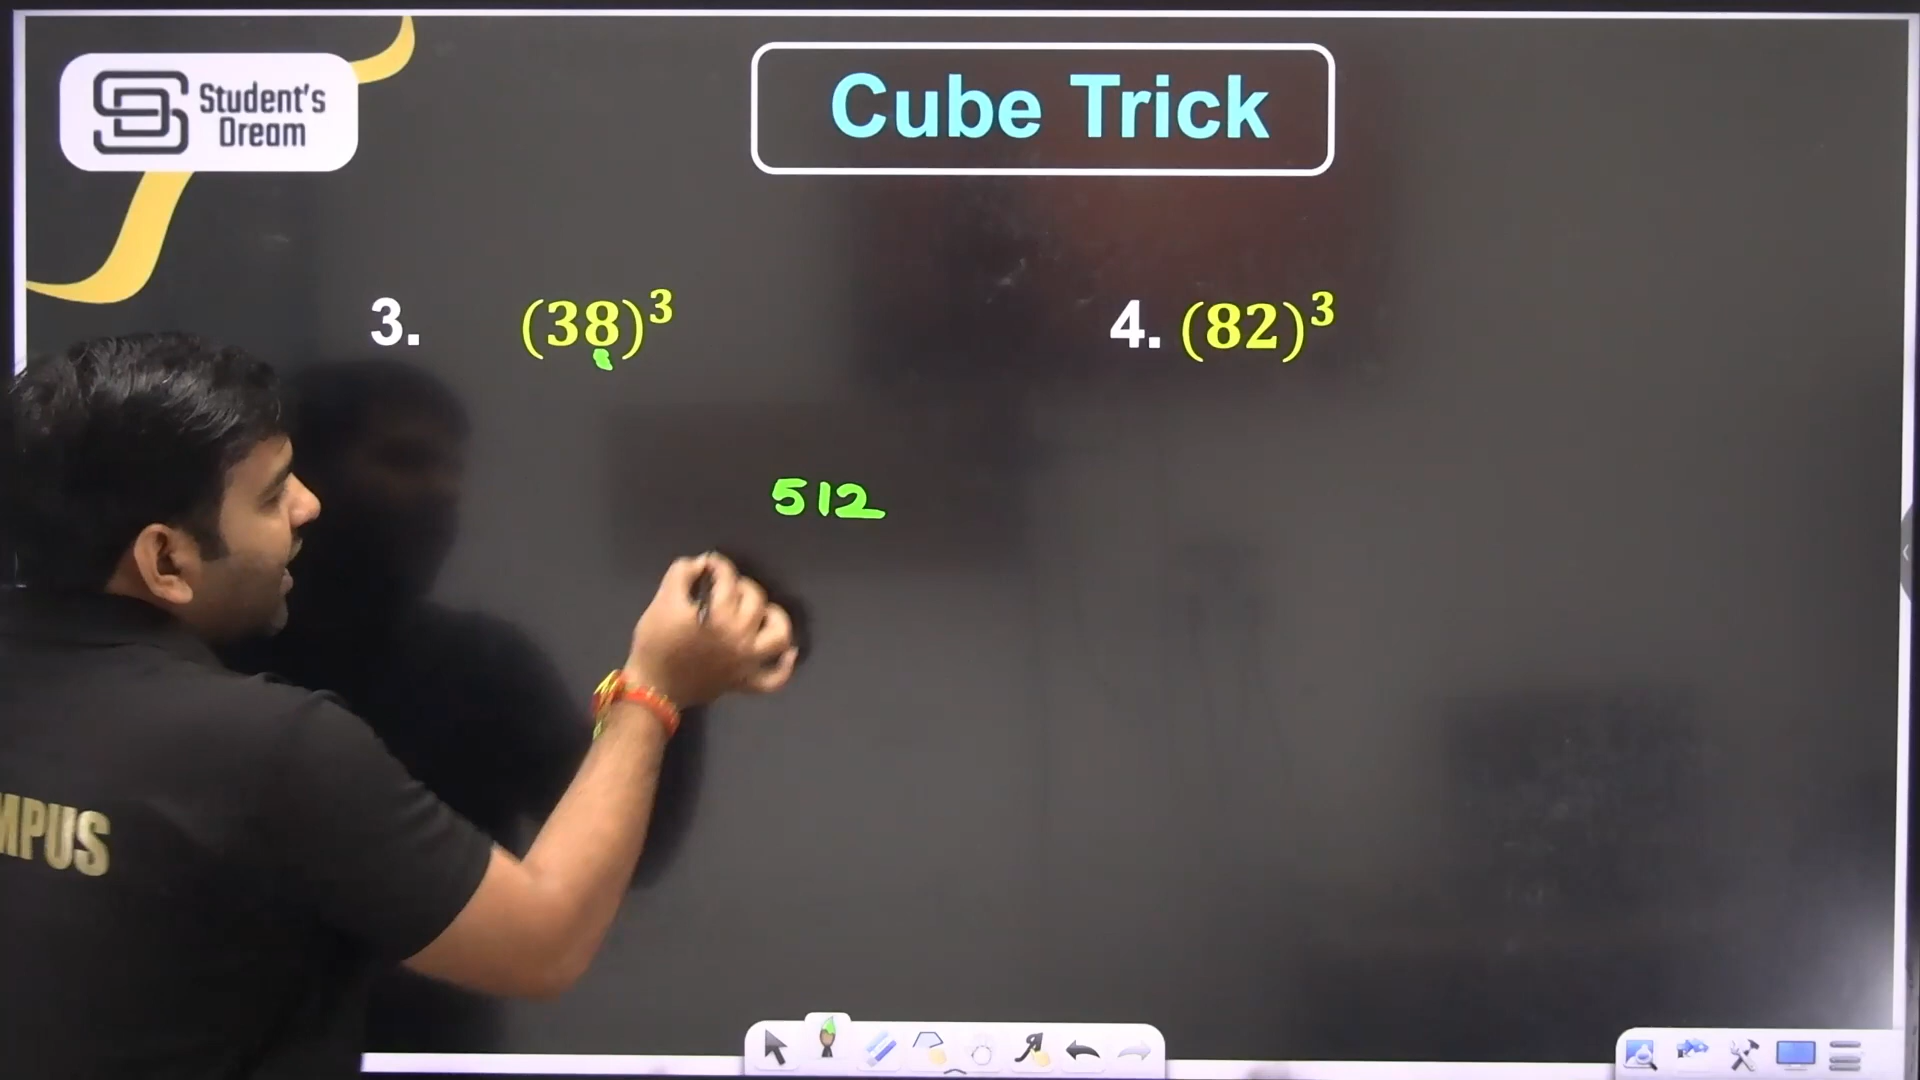 Student's
Dream
Cube Trick
3. (38)³
4. (82)³
512
MPUS